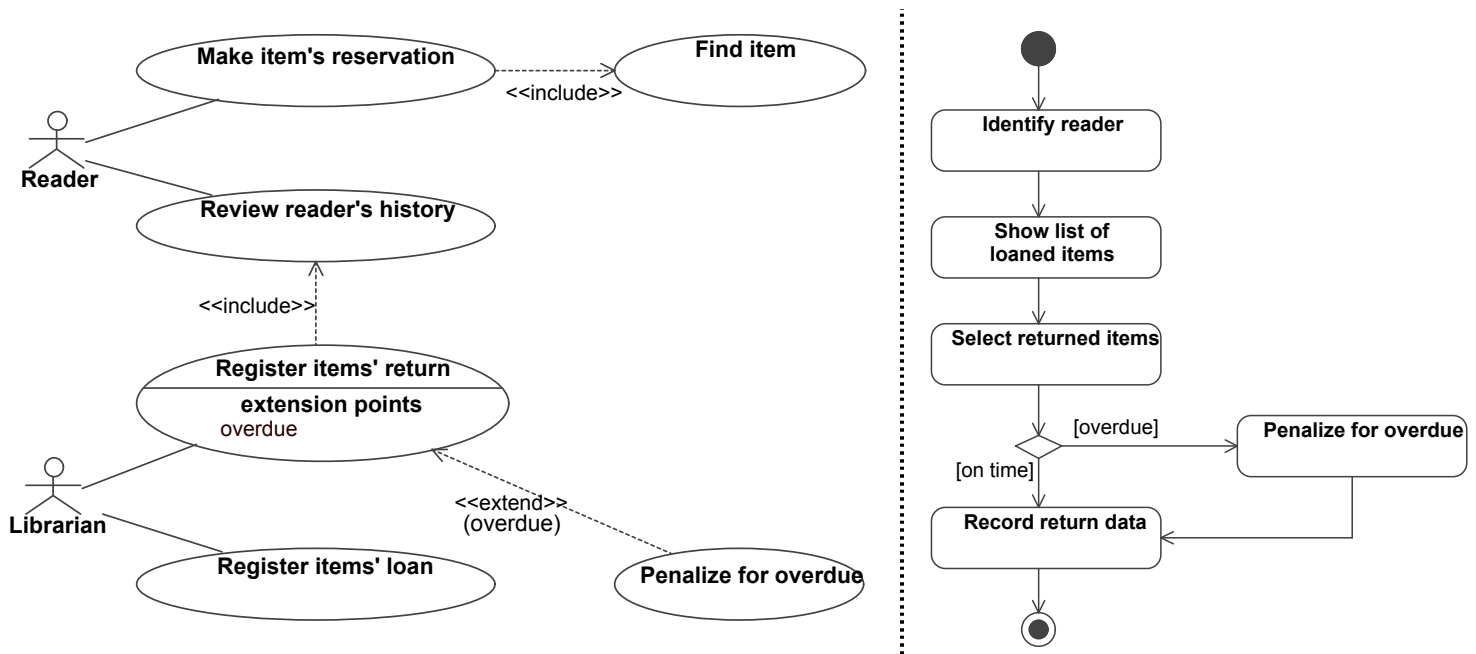 Make item's reservation
Find item
<<include>>
Reader
Review reader's history
<<include>>
Register items' return
extension points
overdue
Librarian
<<extend>>
(overdue)
Register items' loan
Penalize for overdue
Identify reader
Show list of
loaned items
Select returned items
[overdue]
Penalize for overdue
[on time]
Record return data